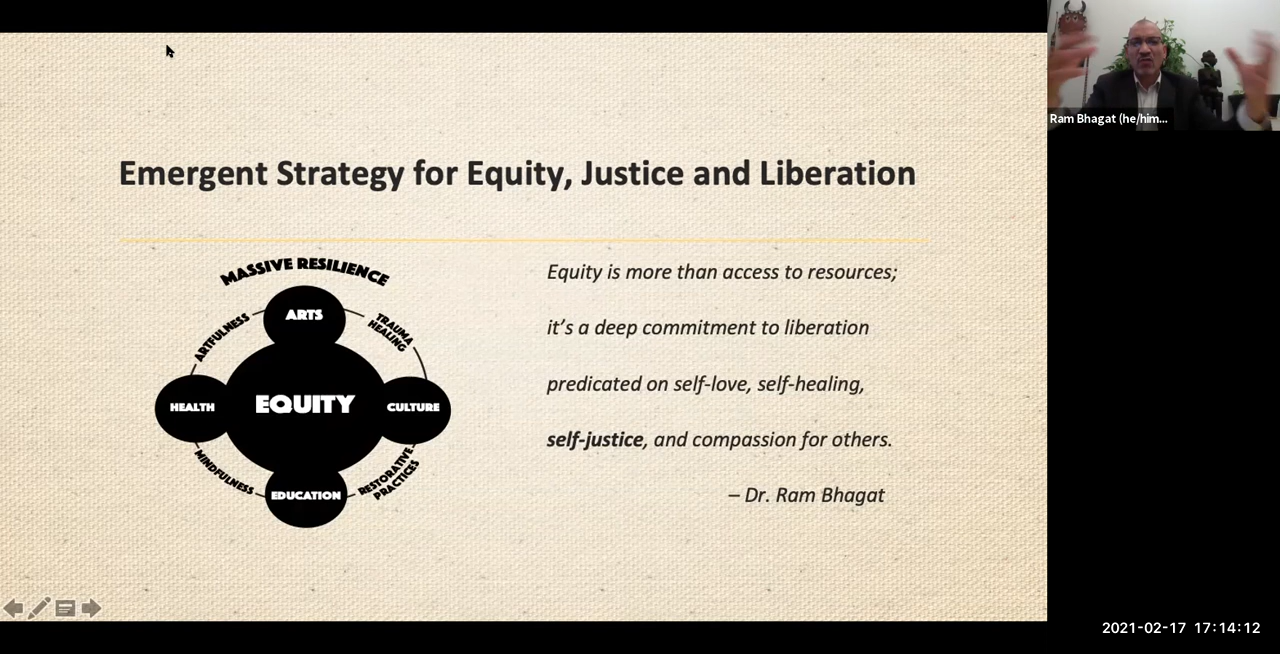 Ram Bhagat (he/him...
Emergent Strategy for Equity, Justice and Liberation
MASSIVE RESILIENCE
ARTS
ARTFULNESS
TRAUMA
HEALING
HEALTH
EQUITY
CULTURE
MINDFULNESS
RESTORATIVE
PRACTICES
EDUCATION
Equity is more than access to resources;
it’s a deep commitment to liberation
predicated on self-love, self-healing,
self-justice, and compassion for others.
– Dr. Ram Bhagat
2021-02-17 17:14:12